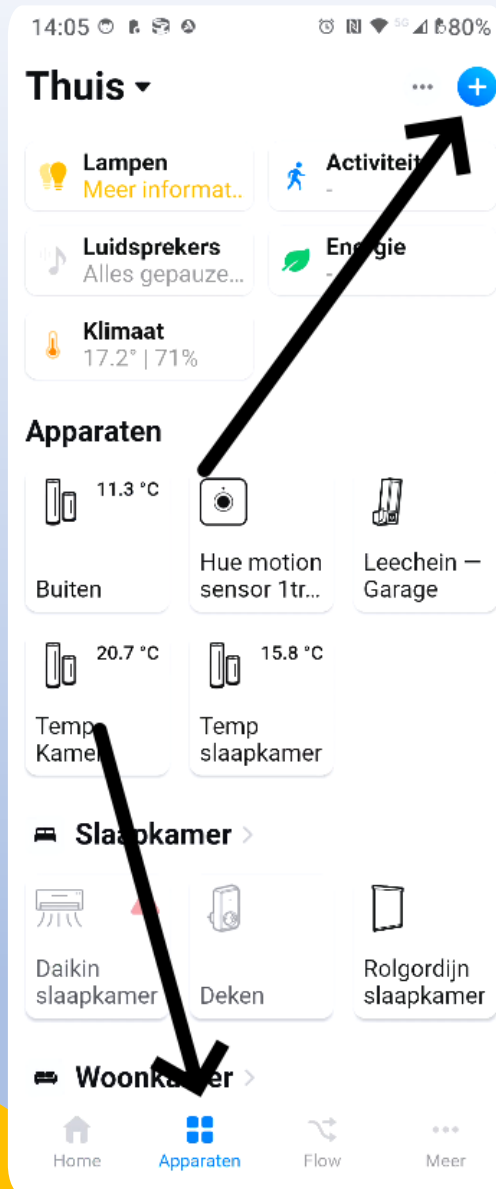 14:05 5G 80%
Thuis
Lampen
Meer informat..
Activiteit
-
Luidsprekers
Alles gepauze...
Energie
-
Klimaat
17.2° | 71%
Apparaten
11.3 °C
Buiten
Hue motion
sensor 1tr...
Leechein —
Garage
20.7 °C
Temp
Kamer
15.8 °C
Temp
slaapkamer
Slaapkamer
Daikin
slaapkamer
Deken
Rolgordijn
slaapkamer
Woonkamer
Home Apparaten Flow Meer